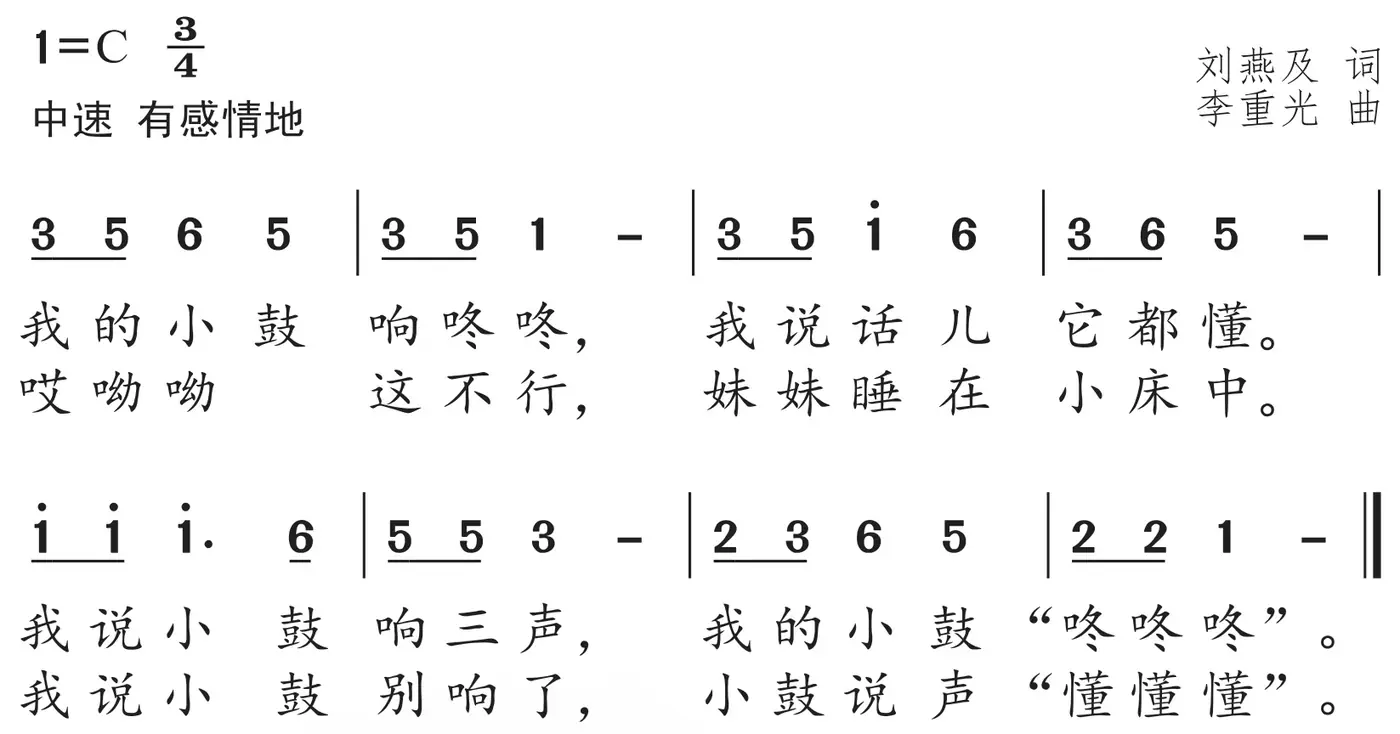 1=C 3/4
中速 有感情地
刘燕及 词
李重光 曲
3 5 6 5 | 3 5 1 – | 3 5 i 6 | 3 6 5 – |
我的小鼓 响咚咚， 我说话儿 它都懂。
哎呦呦 这不行， 妹妹睡在 小床中。
i i i. 6 | 5 5 3 – | 2 3 6 5 | 2 2 1 – ‖
我说小鼓 响三声， 我的小鼓 “咚咚咚”。
我说小鼓 别响了， 小鼓说声 “懂懂懂”。